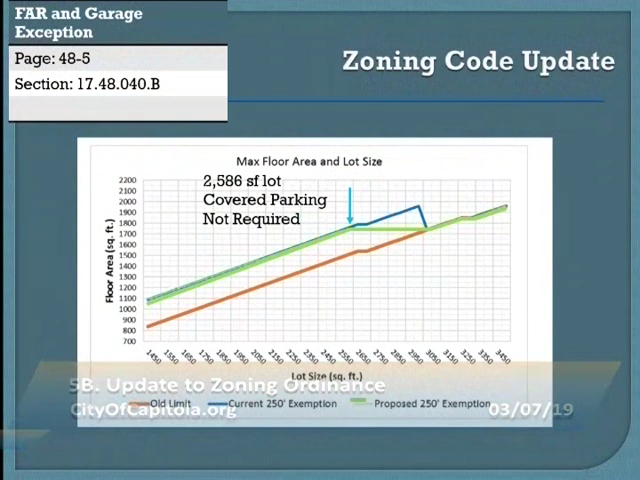 FAR and Garage
Exception
Page: 48-5
Section: 17.48.040.B
Zoning Code Update
Max Floor Area and Lot Size
2,586 sf lot
Covered Parking
Not Required
Floor Area (sq. ft.)
2200
2100
2000
1900
1800
1700
1600
1500
1400
1300
1200
1100
1000
900
800
700
1450 1550 1650 1750 1850 1950 2050 2150 2250 2350 2450 2550 2650 2750 2850 2950 3050 3150 3250 3350 3450
Lot Size (sq. ft.)
5B. Update to Zoning Ordinance
Old Limit Current 250' Exemption Proposed 250' Exemption
CityOfCapitola.org 03/07/19